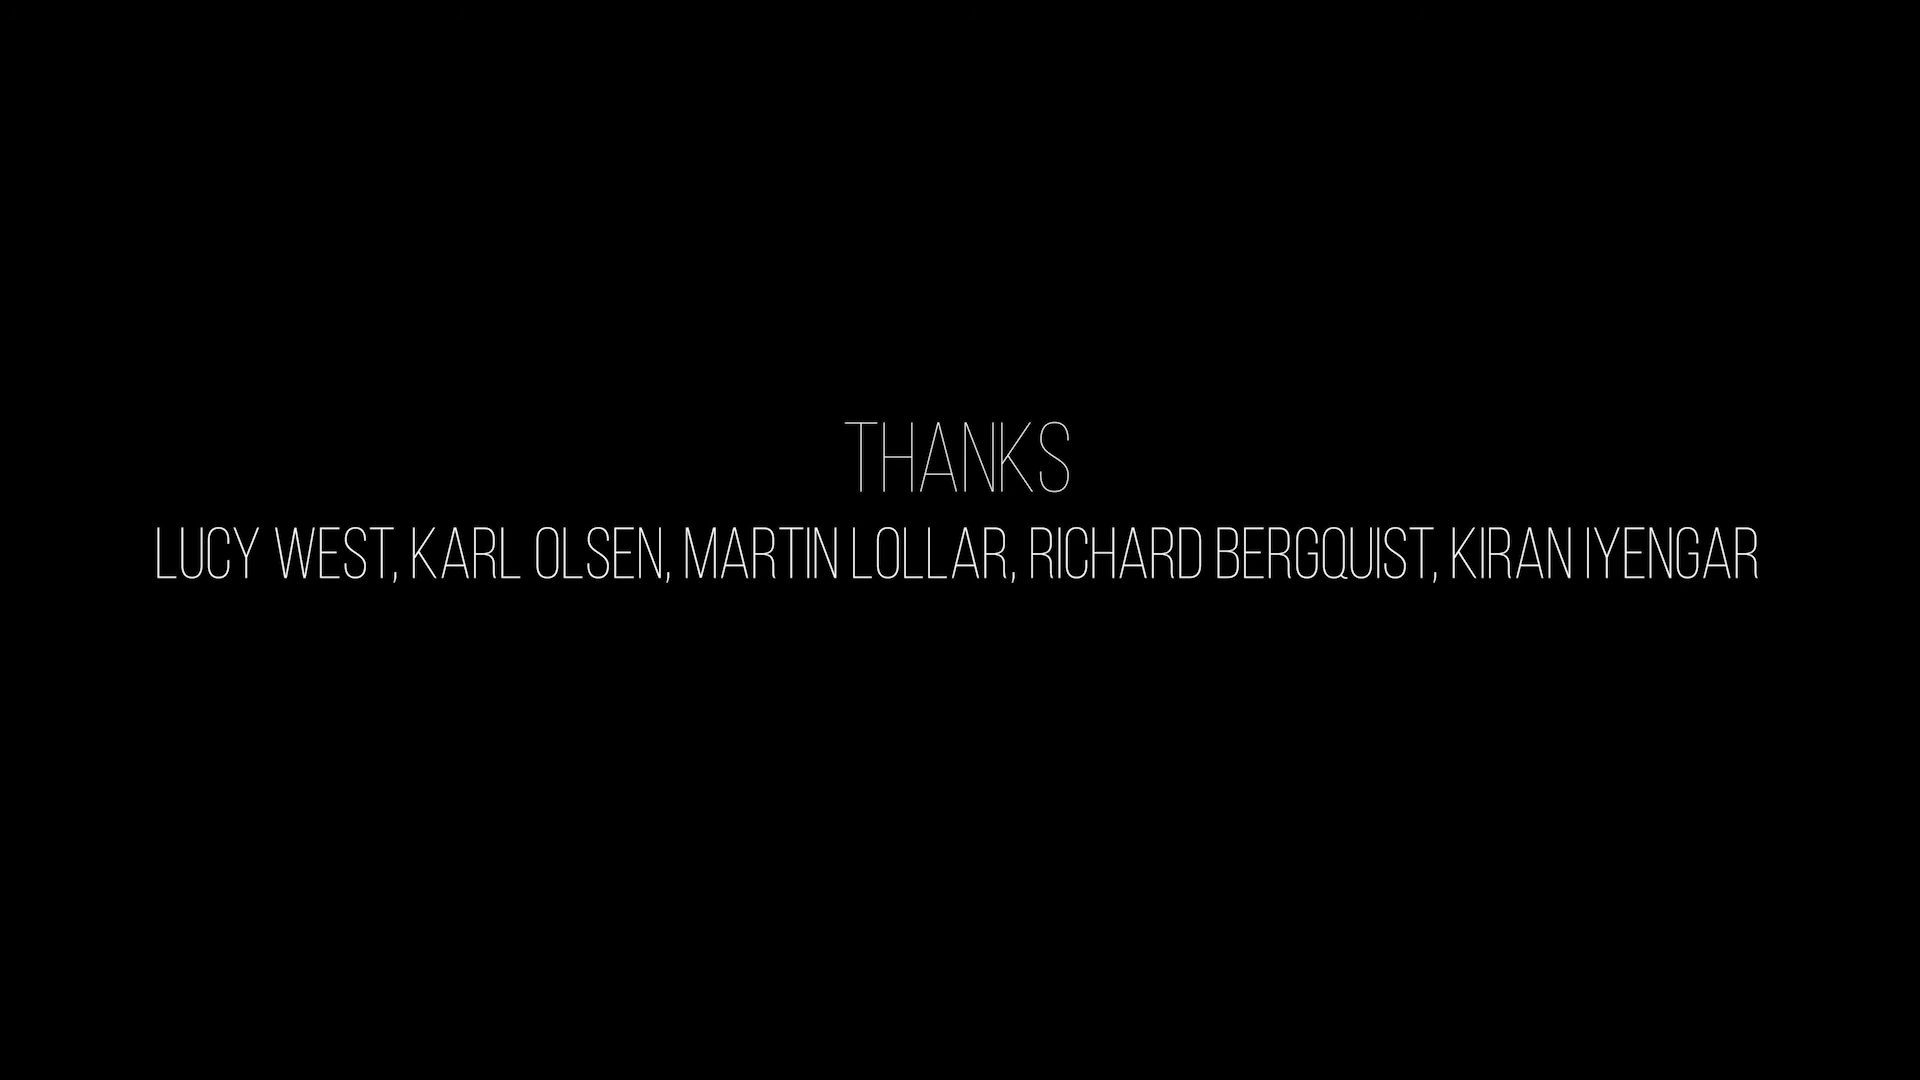 THANKS
LUCY WEST, KARL OLSEN, MARTIN LOLLAR, RICHARD BERGQUIST, KIRAN IYENGAR